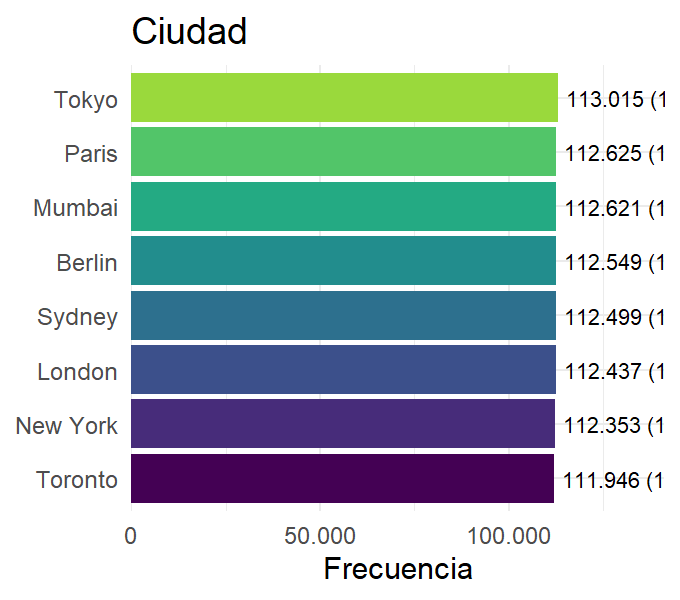 Ciudad
Tokyo 113.015 (1
Paris 112.625 (1
Mumbai 112.621 (1
Berlin 112.549 (1
Sydney 112.499 (1
London 112.437 (1
New York 112.353 (1
Toronto 111.946 (1
0 50.000 100.000
Frecuencia